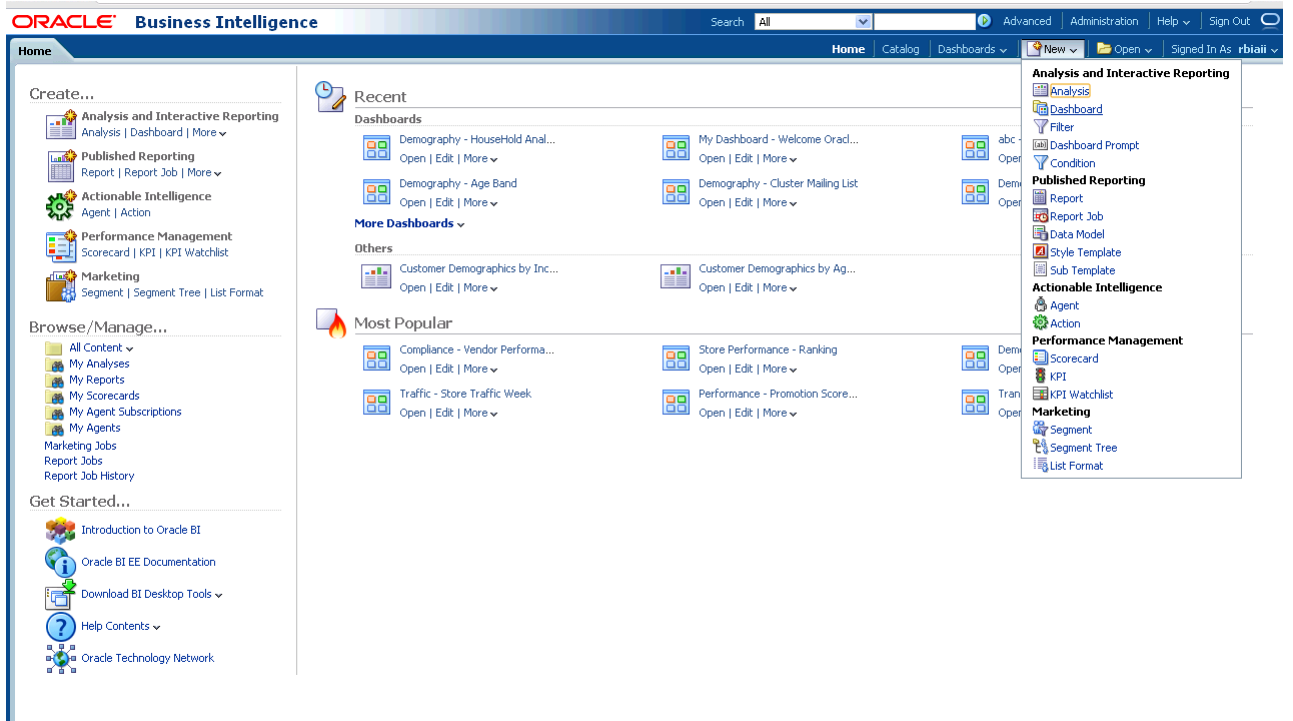 ORACLE Business Intelligence
Search All Advanced Administration Help Sign Out
Home
Home Catalog Dashboards New Open Signed In As rbiaii
Create...
Analysis and Interactive Reporting
Analysis | Dashboard | More
Published Reporting
Report | Report Job | More
Actionable Intelligence
Agent | Action
Performance Management
Scorecard | KPI | KPI Watchlist
Marketing
Segment | Segment Tree | List Format
Browse/Manage...
All Content
My Analyses
My Reports
My Scorecards
My Agent Subscriptions
My Agents
Marketing Jobs
Report Jobs
Report Job History
Get Started...
Introduction to Oracle BI
Oracle BI EE Documentation
Download BI Desktop Tools
Help Contents
Oracle Technology Network
Recent
Dashboards
Demography - HouseHold Anal...
Open | Edit | More
My Dashboard - Welcome Oracl...
Open | Edit | More
abc -
Open
Demography - Age Band
Open | Edit | More
Demography - Cluster Mailing List
Open | Edit | More
Demo
Open
More Dashboards
Others
Customer Demographics by Inc...
Open | Edit | More
Customer Demographics by Ag...
Open | Edit | More
Most Popular
Compliance - Vendor Performa...
Open | Edit | More
Store Performance - Ranking
Open | Edit | More
Demo
Open
Traffic - Store Traffic Week
Open | Edit | More
Performance - Promotion Score...
Open | Edit | More
Tran
Open
Analysis and Interactive Reporting
Analysis
Dashboard
Filter
Dashboard Prompt
Condition
Published Reporting
Report
Report Job
Data Model
Style Template
Sub Template
Actionable Intelligence
Agent
Action
Performance Management
Scorecard
KPI
KPI Watchlist
Marketing
Segment
Segment Tree
List Format